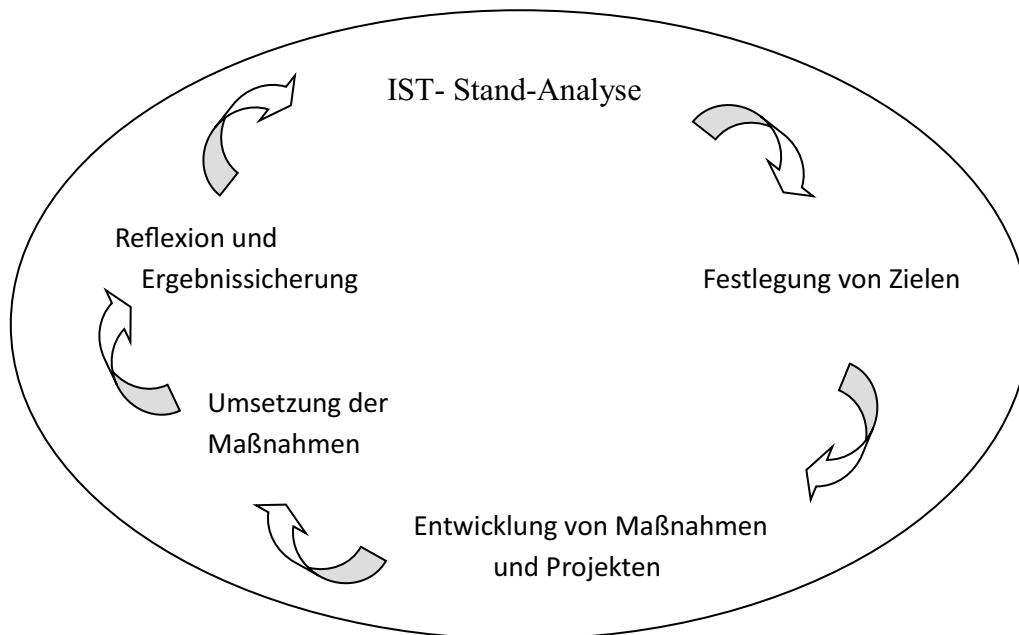 IST- Stand-Analyse
Festlegung von Zielen
Entwicklung von Maßnahmen
und Projekten
Umsetzung der
Maßnahmen
Reflexion und
Ergebnissicherung